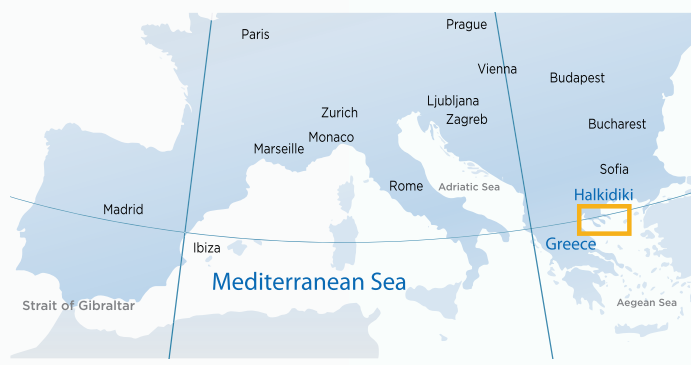 Prague
Paris
Vienna
Budapest
Ljubljana
Zurich
Zagreb
Bucharest
Monaco
Marseille
Sofia
Rome
Adriatic Sea
Halkidiki
Madrid
Ibiza
Greece
Mediterranean Sea
Strait of Gibraltar
Aegean Sea